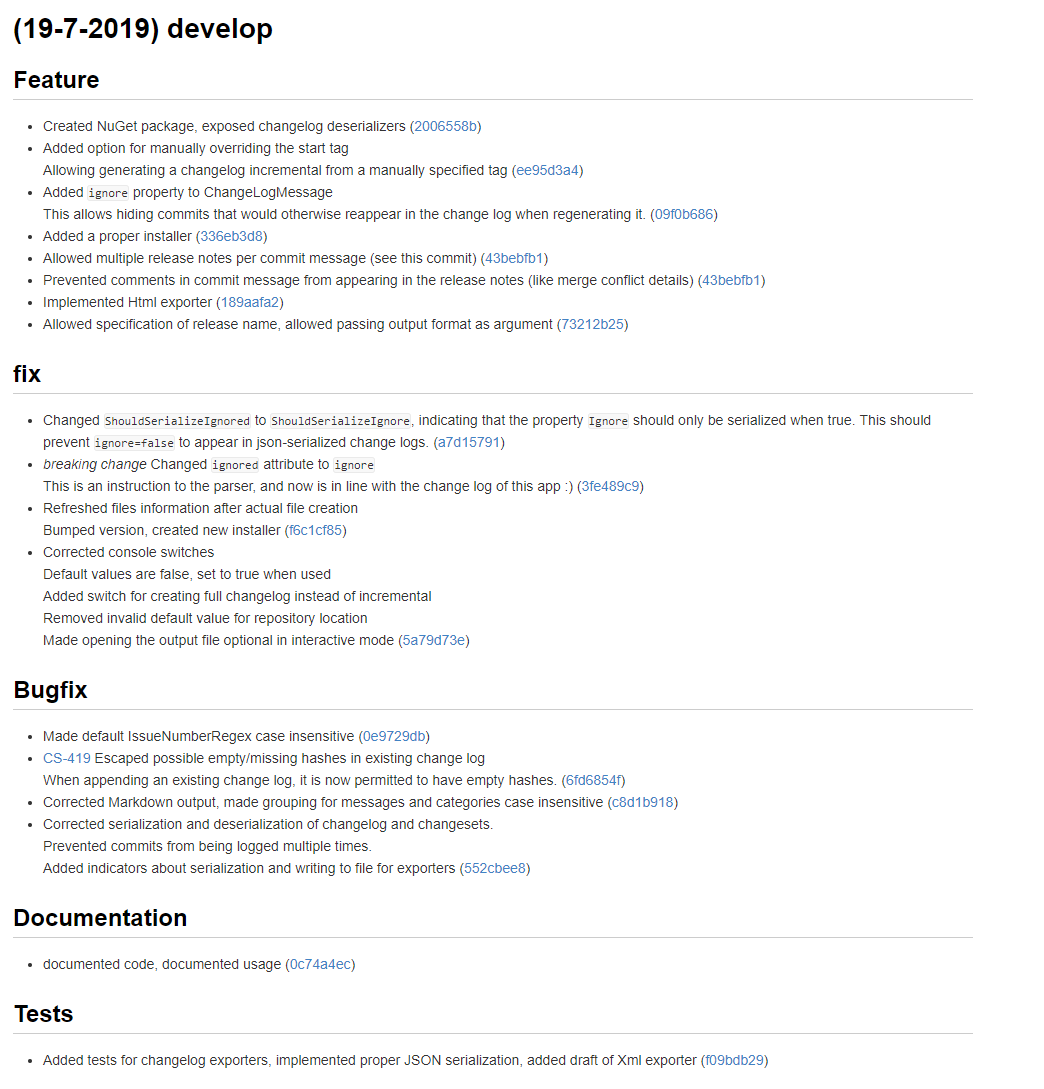 (19-7-2019) develop
Feature
Created NuGet package, exposed changelog deserializers (2006558b)
Added option for manually overriding the start tag
Allowing generating a changelog incremental from a manually specified tag (ee95d3a4)
Added ignore property to ChangeLogMessage
This allows hiding commits that would otherwise reappear in the change log when regenerating it. (09f0b686)
Added a proper installer (336eb3d8)
Allowed multiple release notes per commit message (see this commit) (43bebfb1)
Prevented comments in commit message from appearing in the release notes (like merge conflict details) (43bebfb1)
Implemented Html exporter (189aafa2)
Allowed specification of release name, allowed passing output format as argument (73212b25)
fix
Changed ShouldSerializeIgnored to ShouldSerializeIgnore, indicating that the property Ignore should only be serialized when true. This should
prevent ignore=false to appear in json-serialized change logs. (a7d15791)
breaking change Changed ignored attribute to ignore
This is an instruction to the parser, and now is in line with the change log of this app :) (3fe489c9)
Refreshed files information after actual file creation
Bumped version, created new installer (f6c1cf85)
Corrected console switches
Default values are false, set to true when used
Added switch for creating full changelog instead of incremental
Removed invalid default value for repository location
Made opening the output file optional in interactive mode (5a79d73e)
Bugfix
Made default IssueNumberRegex case insensitive (0e9729db)
CS-419 Escaped possible empty/missing hashes in existing change log
When appending an existing change log, it is now permitted to have empty hashes. (6fd6854f)
Corrected Markdown output, made grouping for messages and categories case insensitive (c8d1b918)
Corrected serialization and deserialization of changelog and changesets.
Prevented commits from being logged multiple times.
Added indicators about serialization and writing to file for exporters (552cbee8)
Documentation
documented code, documented usage (0c74a4ec)
Tests
Added tests for changelog exporters, implemented proper JSON serialization, added draft of Xml exporter (f09bdb29)